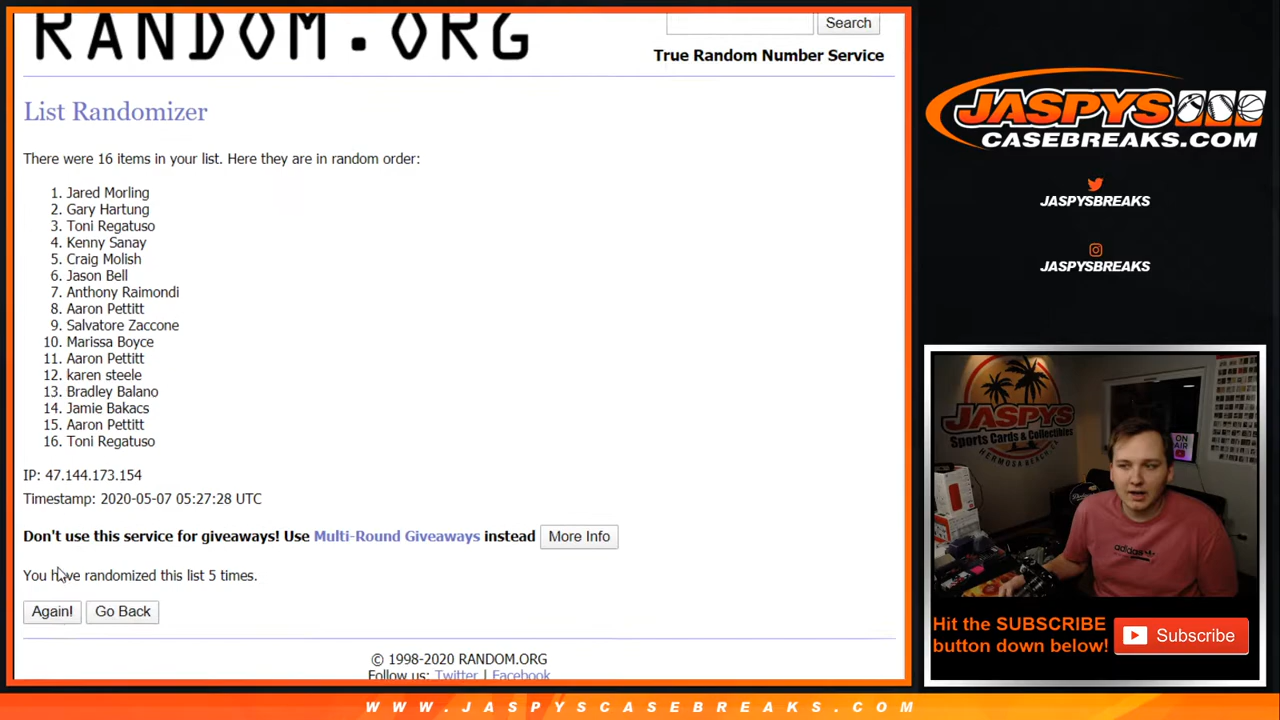 RANDOM.ORG
Search
True Random Number Service
List Randomizer
There were 16 items in your list. Here they are in random order:
1. Jared Morling
2. Gary Hartung
3. Toni Regatuso
4. Kenny Sanay
5. Craig Molish
6. Jason Bell
7. Anthony Raimondi
8. Aaron Pettitt
9. Salvatore Zaccone
10. Marissa Boyce
11. Aaron Pettitt
12. karen steele
13. Bradley Balano
14. Jamie Bakacs
15. Aaron Pettitt
16. Toni Regatuso
IP: 47.144.173.154
Timestamp: 2020-05-07 05:27:28 UTC
Don't use this service for giveaways! Use Multi-Round Giveaways instead More Info
You have randomized this list 5 times.
Again! Go Back
© 1998-2020 RANDOM.ORG
Follow us: Twitter | Facebook
JASPYS
CASEBREAKS.COM
JASPYSBREAKS
JASPYSBREAKS
JASPYS
Sports Cards & Collectibles
HERMOSA BEACH, CA
ON AIR
adidas
Hit the SUBSCRIBE
button down below!
Subscribe
WWW.JASPYSCASEBREAKS.COM